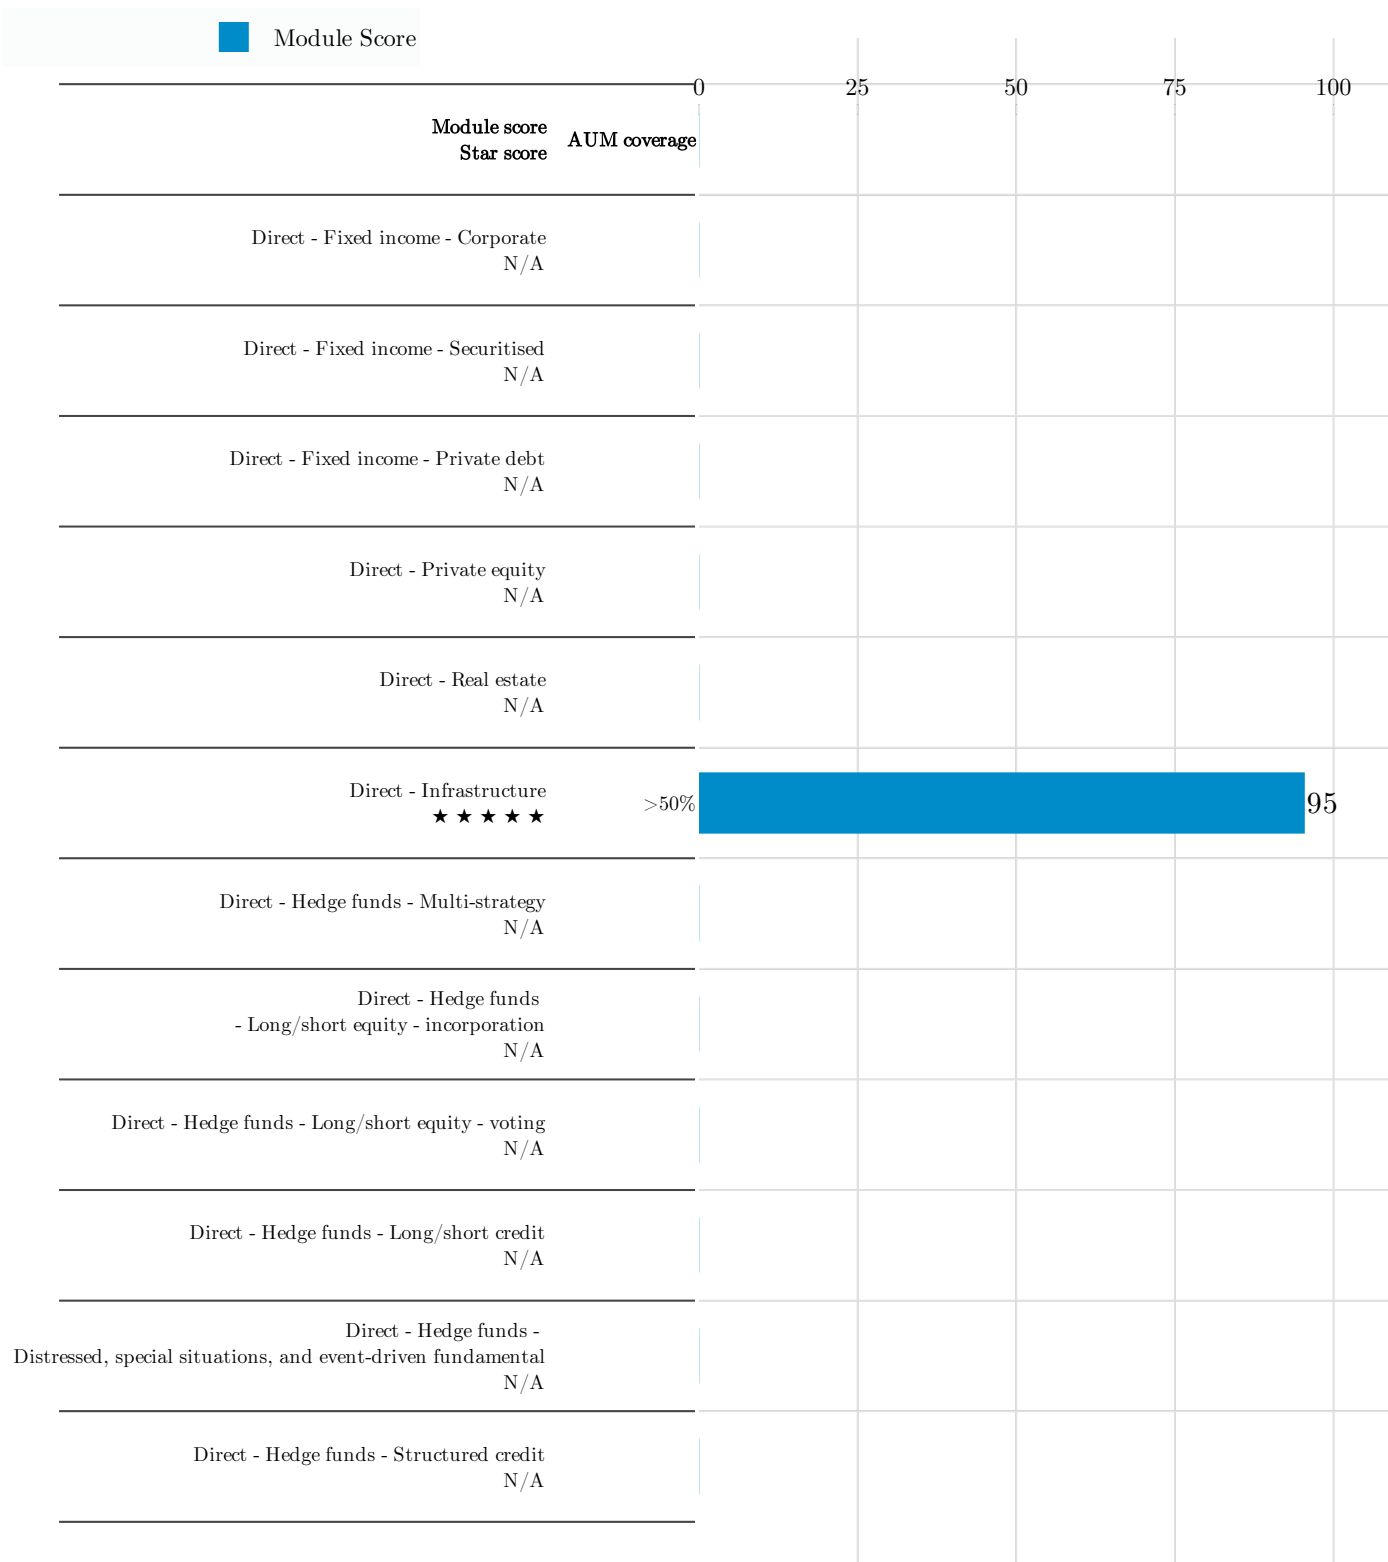 Module Score
0 25 50 75 100
Module score
Star score
AUM coverage
Direct - Fixed income - Corporate
N/A
Direct - Fixed income - Securitised
N/A
Direct - Fixed income - Private debt
N/A
Direct - Private equity
N/A
Direct - Real estate
N/A
Direct - Infrastructure
★ ★ ★ ★ ★
>50%
95
Direct - Hedge funds - Multi-strategy
N/A
Direct - Hedge funds
- Long/short equity - incorporation
N/A
Direct - Hedge funds - Long/short equity - voting
N/A
Direct - Hedge funds - Long/short credit
N/A
Direct - Hedge funds -
Distressed, special situations, and event-driven fundamental
N/A
Direct - Hedge funds - Structured credit
N/A